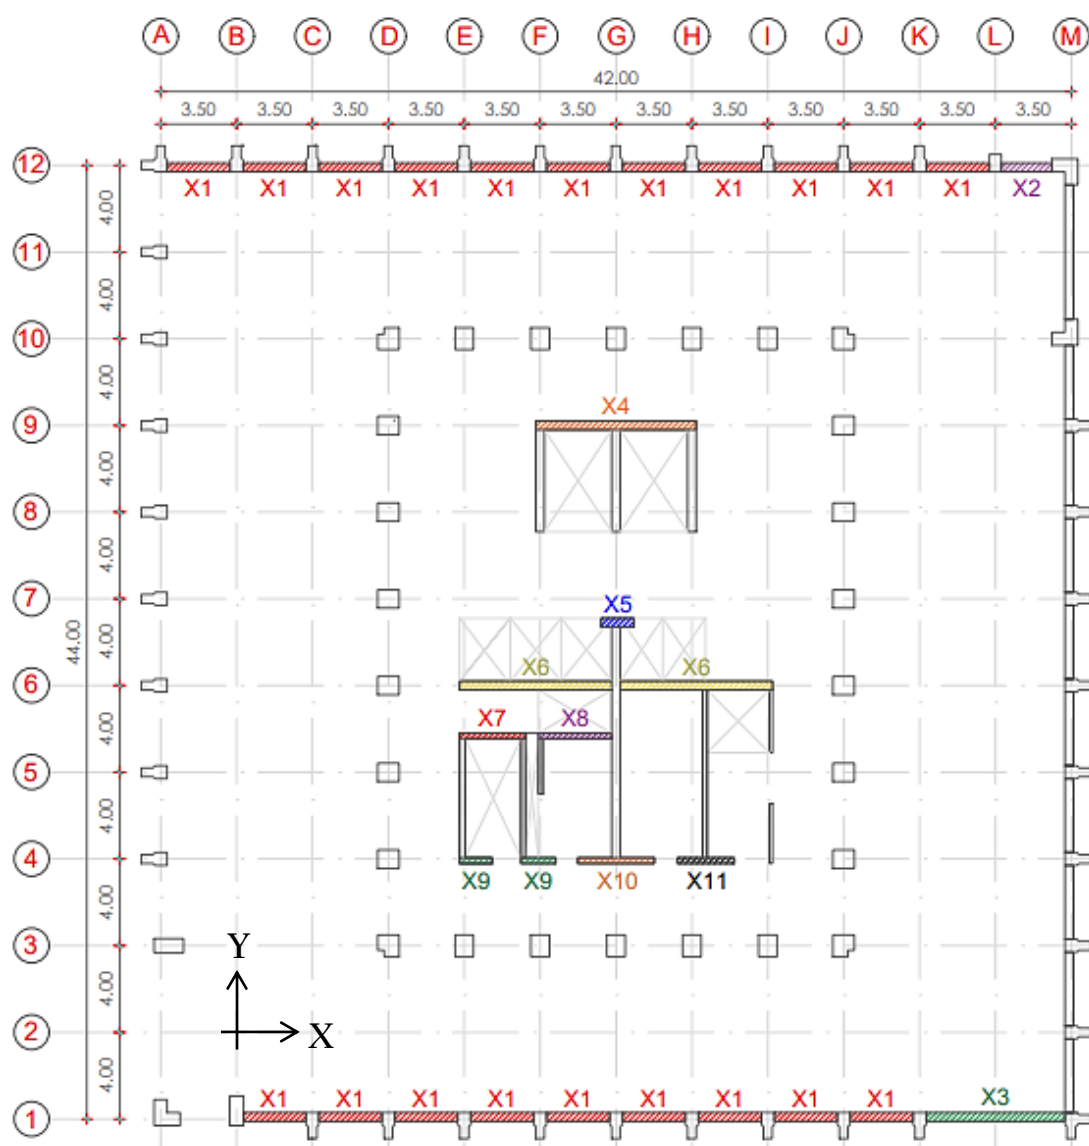 A B C D E F G H I J K L M
42.00
3.50 3.50 3.50 3.50 3.50 3.50 3.50 3.50 3.50 3.50 3.50 3.50
12
X1 X1 X1 X1 X1 X1 X1 X1 X1 X1 X1 X2
4.00
11
4.00
10
4.00
9
X4
4.00
8
4.00
7
X5
44.00
4.00
6
X6 X6
4.00
X7 X8
5
4.00
4
X9 X9 X10 X11
4.00
3
Y
4.00
2
X
4.00
X1 X1 X1 X1 X1 X1 X1 X1 X1 X3
1